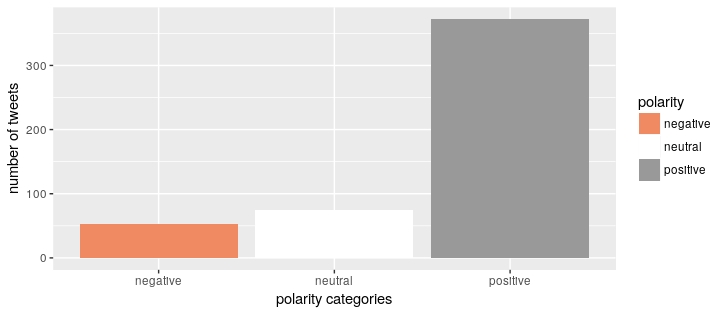 number of tweets
300
200
100
0
negative
neutral
positive
polarity categories
polarity
negative
neutral
positive